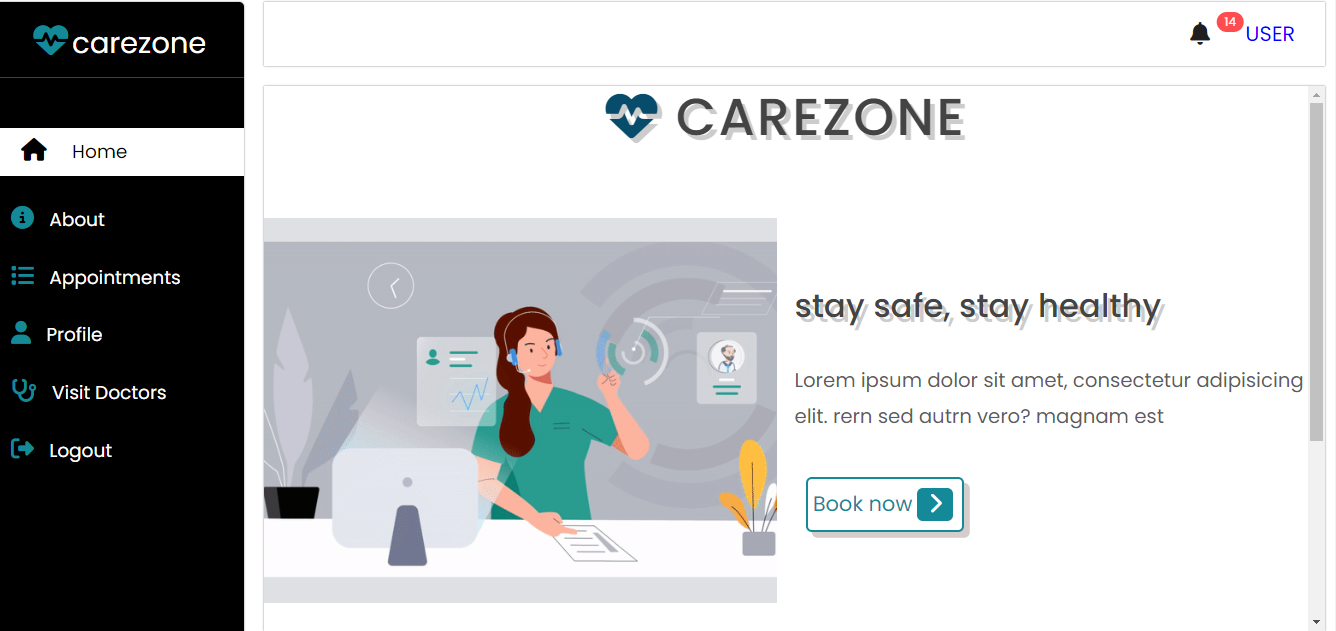 carezone
14
USER
Home
About
Appointments
Profile
Visit Doctors
Logout
CAREZONE
stay safe, stay healthy
Lorem ipsum dolor sit amet, consectetur adipisicing
elit. rern sed autrn vero? magnam est
Book now